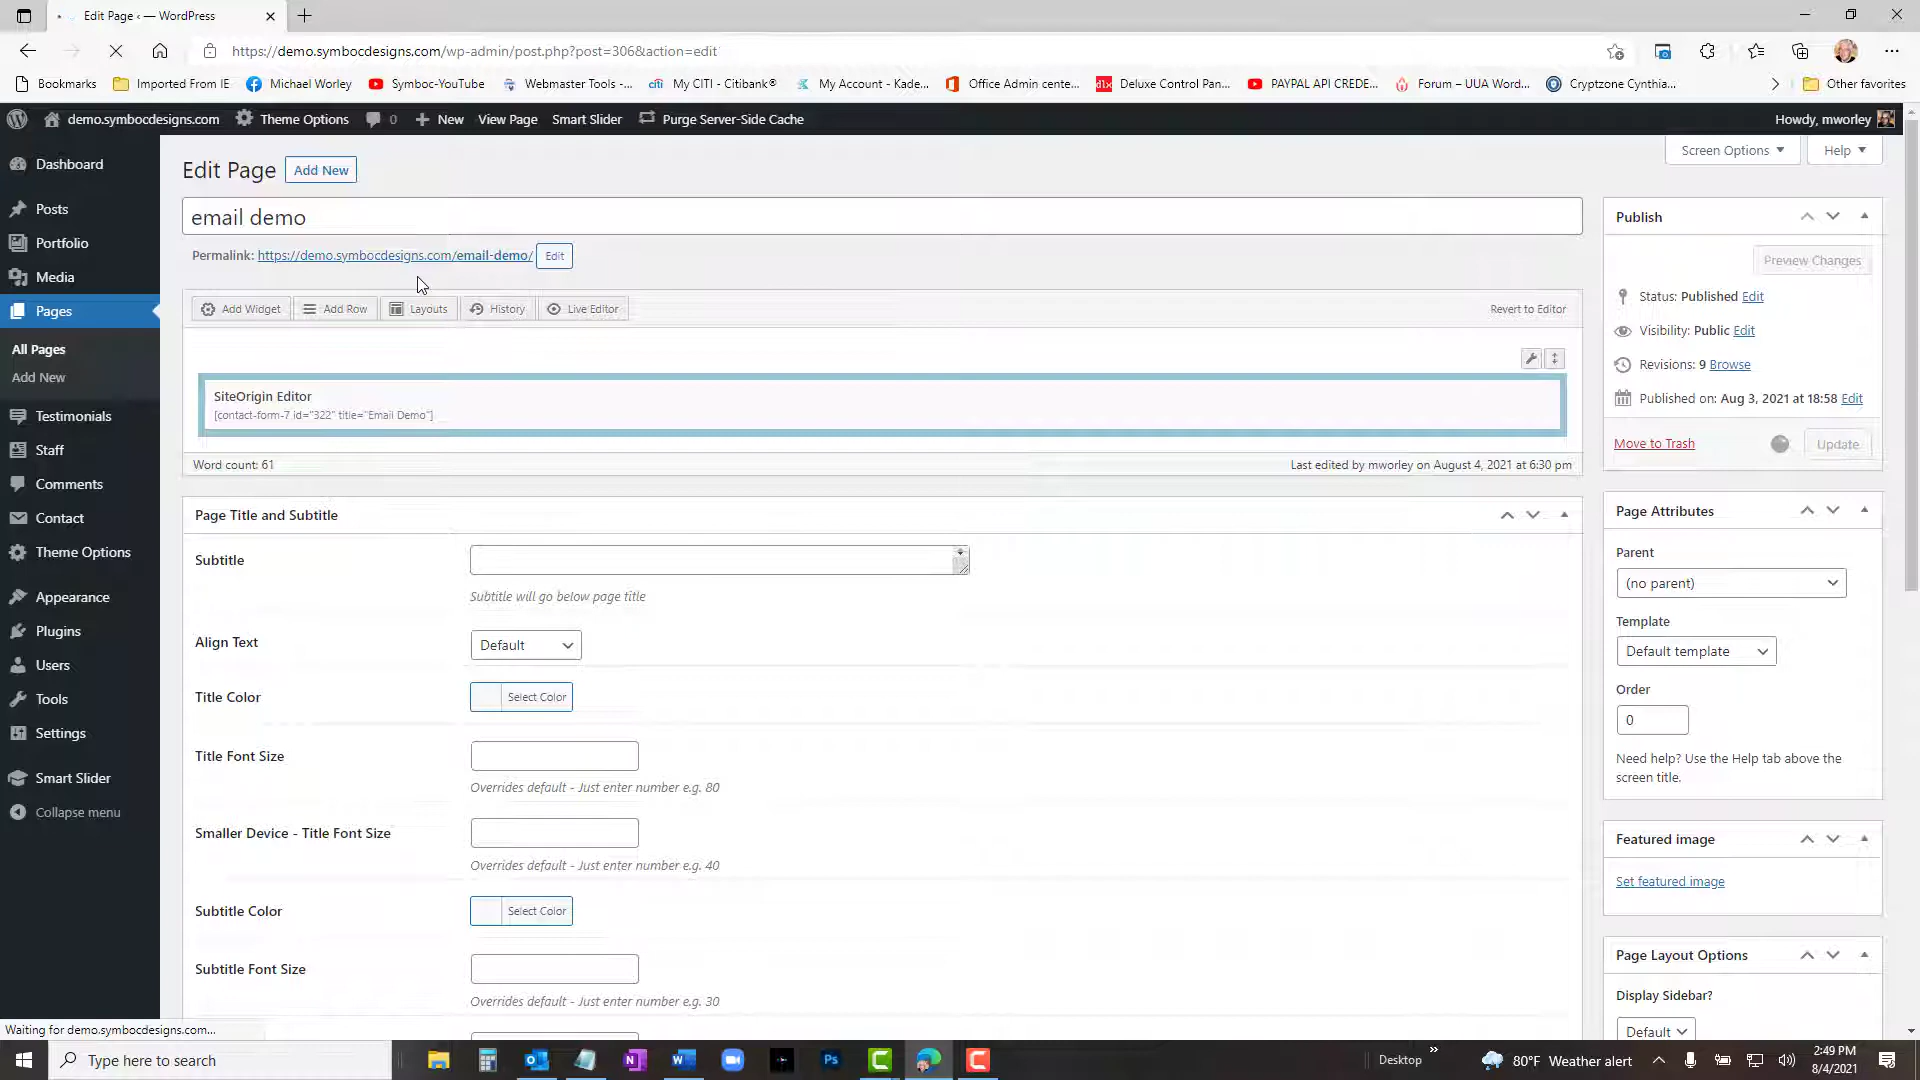 Edit Page ‹ — WordPress
https://demo.symbocdesigns.com/wp-admin/post.php?post=306&action=edit
Bookmarks
Imported From IE
Michael Worley
Symboc-YouTube
Webmaster Tools -...
citi My CITI - Citibank®
My Account - Kade...
Office Admin cente...
dlx Deluxe Control Pan...
PAYPAL API CREDE...
Forum – UUA Word...
Cryptzone Cynthia...
Other favorites
demo.symbocdesigns.com
Theme Options
0
New
View Page
Smart Slider
Purge Server-Side Cache
Howdy, mworley
Dashboard
Posts
Portfolio
Media
Pages
All Pages
Add New
Testimonials
Staff
Comments
Contact
Theme Options
Appearance
Plugins
Users
Tools
Settings
Smart Slider
Collapse menu
Screen Options
Help
Edit Page
Add New
email demo
Permalink: https://demo.symbocdesigns.com/email-demo/ Edit
Add Widget
Add Row
Layouts
History
Live Editor
Revert to Editor
SiteOrigin Editor
[contact-form-7 id="322" title="Email Demo"]
Word count: 61
Last edited by mworley on August 4, 2021 at 6:30 pm
Page Title and Subtitle
Subtitle
Subtitle will go below page title
Align Text
Default
Title Color
Select Color
Title Font Size
Overrides default - Just enter number e.g. 80
Smaller Device - Title Font Size
Overrides default - Just enter number e.g. 40
Subtitle Color
Select Color
Subtitle Font Size
Overrides default - Just enter number e.g. 30
Publish
Preview Changes
Status: Published Edit
Visibility: Public Edit
Revisions: 9 Browse
Published on: Aug 3, 2021 at 18:58 Edit
Move to Trash
Update
Page Attributes
Parent
(no parent)
Template
Default template
Order
0
Need help? Use the Help tab above the
screen title.
Featured image
Set featured image
Page Layout Options
Display Sidebar?
Default
Waiting for demo.symbocdesigns.com...
Type here to search
Ps
Desktop
80°F Weather alert
2:49 PM
8/4/2021